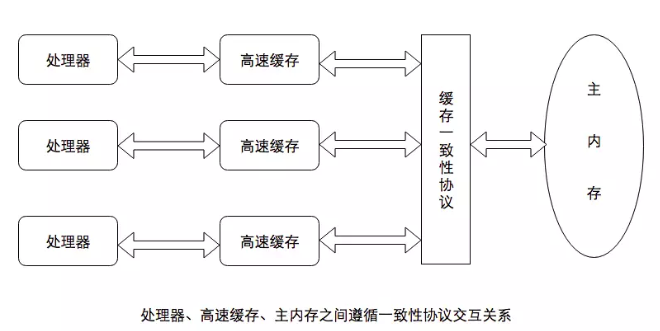 处理器
高速缓存
处理器
高速缓存
处理器
高速缓存
缓存一致性协议
主内存
处理器、高速缓存、主内存之间遵循一致性协议交互关系